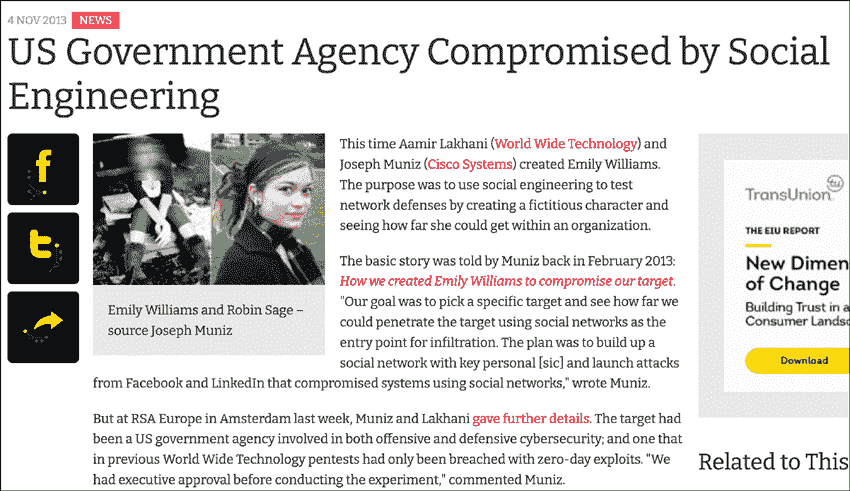 4 NOV 2013 NEWS
US Government Agency Compromised by Social
Engineering
This time Aamir Lakhani (World Wide Technology) and
Joseph Muniz (Cisco Systems) created Emily Williams.
The purpose was to use social engineering to test
network defenses by creating a fictitious character and
seeing how far she could get within an organization.
The basic story was told by Muniz back in February 2013:
How we created Emily Williams to compromise our target.
"Our goal was to pick a specific target and see how far we
could penetrate the target using social networks as the
entry point for infiltration. The plan was to build up a
social network with key personal [sic] and launch attacks
from Facebook and LinkedIn that compromised systems using social networks," wrote Muniz.
But at RSA Europe in Amsterdam last week, Muniz and Lakhani gave further details. The target had
been a US government agency involved in both offensive and defensive cybersecurity; and one that
in previous World Wide Technology pentests had only been breached with zero-day exploits. "We
had executive approval before conducting the experiment," commented Muniz.
Emily Williams and Robin Sage –
source Joseph Muniz
TransUnion
tu
THE EIU REPORT
New Dimen
of Change
Building Trust in a
Consumer Landsc
Download
Related to This